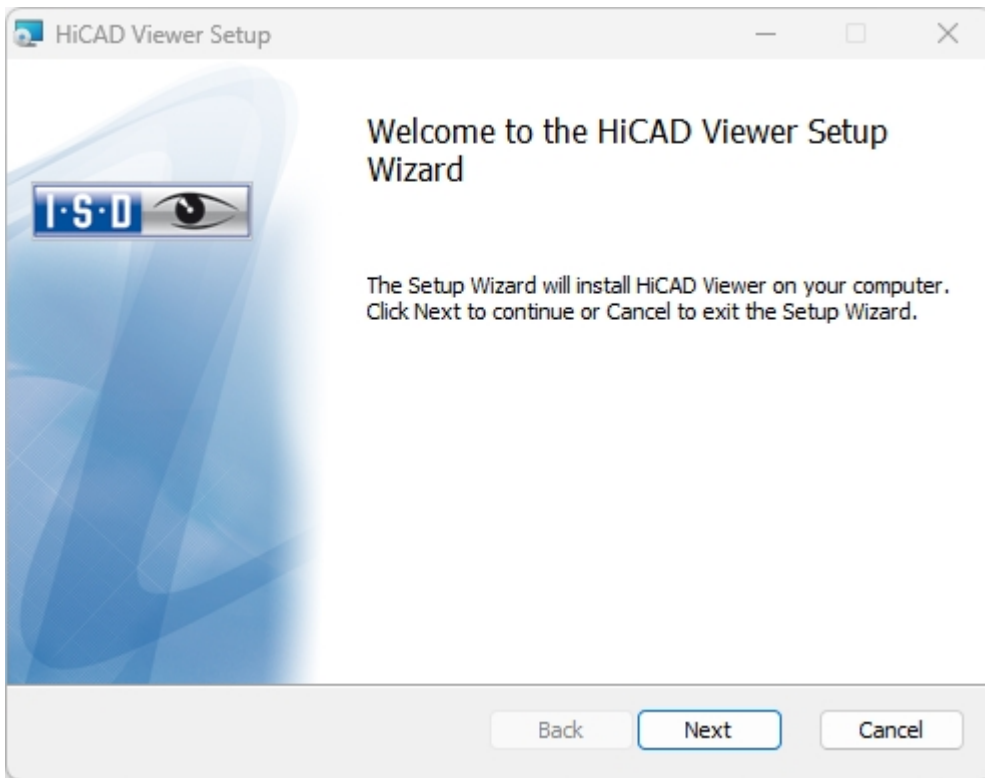 HiCAD Viewer Setup
Welcome to the HiCAD Viewer Setup
Wizard
I·S·D
The Setup Wizard will install HiCAD Viewer on your computer.
Click Next to continue or Cancel to exit the Setup Wizard.
Back
Next
Cancel